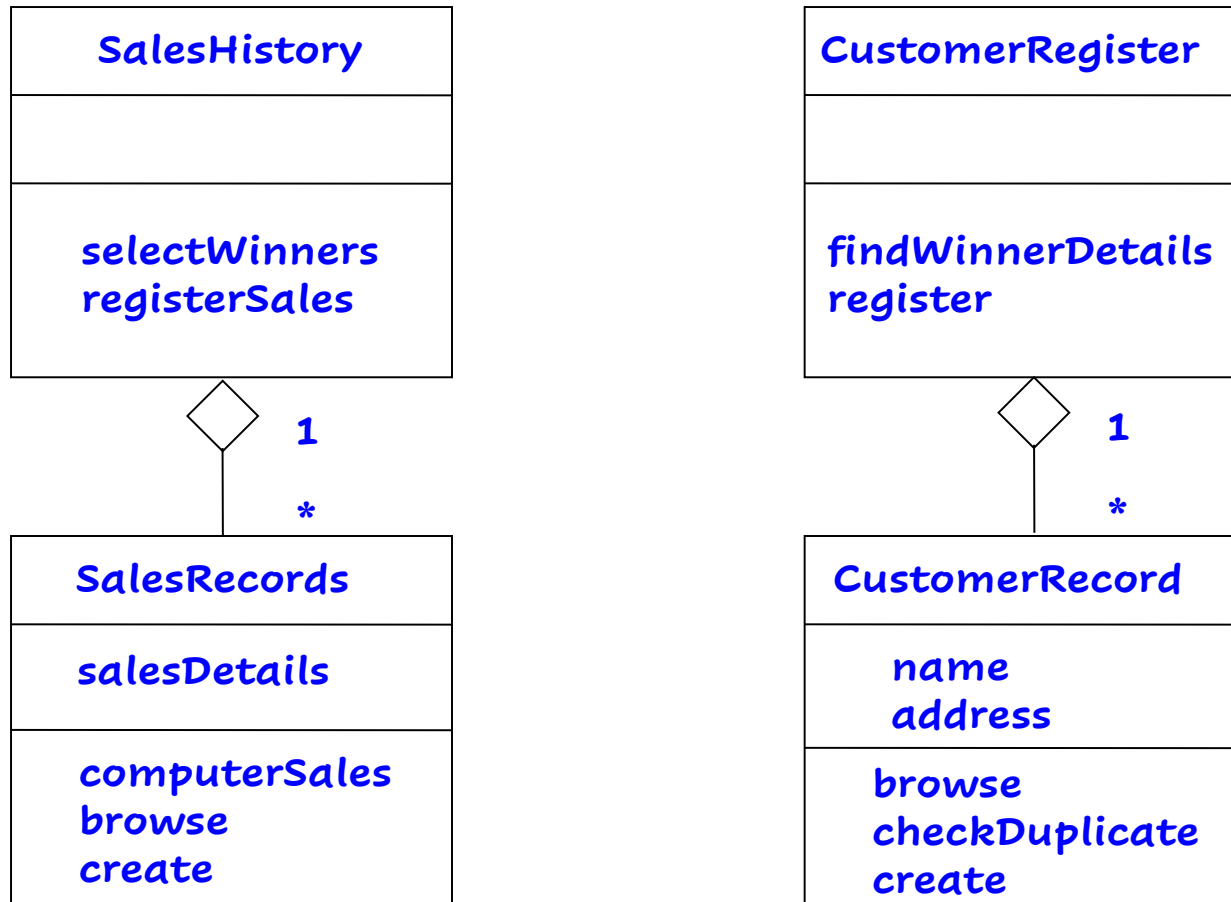 SalesHistory
selectWinners
registerSales
1
*
SalesRecords
salesDetails
computerSales
browse
create
CustomerRegister
findWinnerDetails
register
1
*
CustomerRecord
name
address
browse
checkDuplicate
create